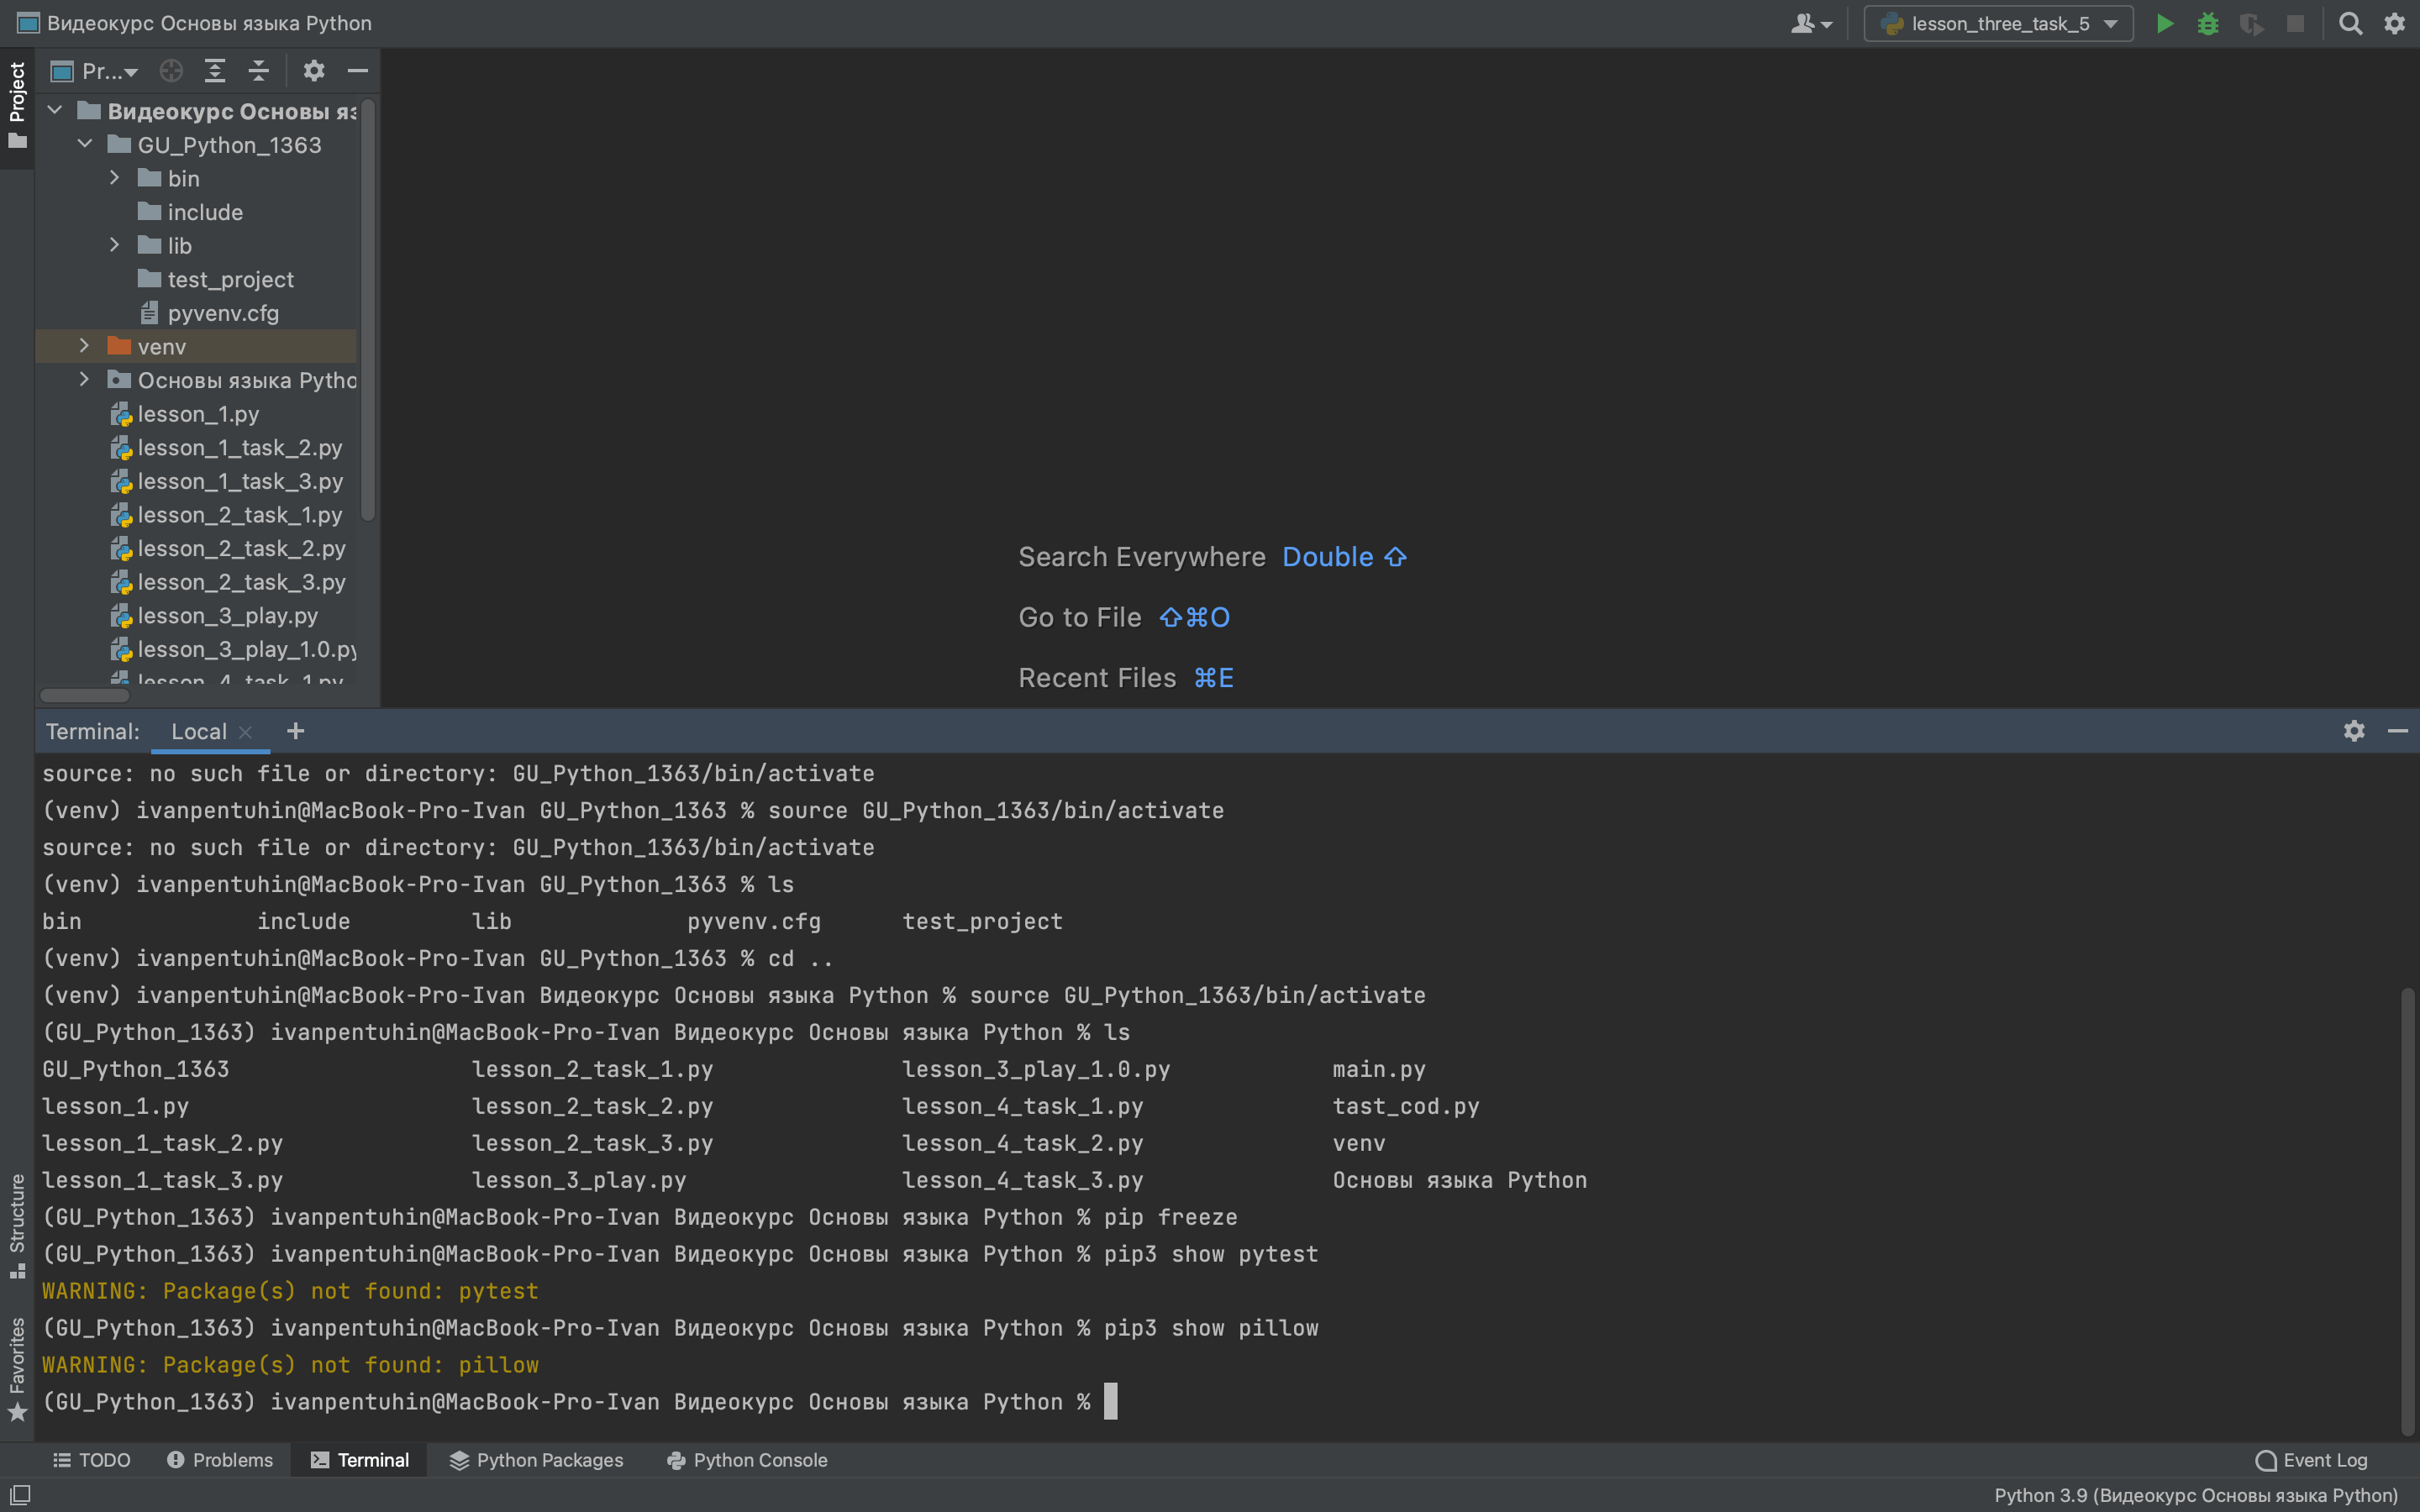 Видеокурс Основы языка Python
lesson_three_task_5
Project
Pr...
Видеокурс Основы яз
GU_Python_1363
bin
include
lib
test_project
pyvenv.cfg
venv
Основы языка Pytho
lesson_1.py
lesson_1_task_2.py
lesson_1_task_3.py
lesson_2_task_1.py
lesson_2_task_2.py
lesson_2_task_3.py
lesson_3_play.py
lesson_3_play_1.0.py
lesson_4_task_1.py
Search Everywhere Double ⇧
Go to File ⇧⌘O
Recent Files ⌘E
Terminal: Local × +
source: no such file or directory: GU_Python_1363/bin/activate
(venv) ivanpentuhin@MacBook-Pro-Ivan GU_Python_1363 % source GU_Python_1363/bin/activate
source: no such file or directory: GU_Python_1363/bin/activate
(venv) ivanpentuhin@MacBook-Pro-Ivan GU_Python_1363 % ls
bin include lib pyvenv.cfg test_project
(venv) ivanpentuhin@MacBook-Pro-Ivan GU_Python_1363 % cd ..
(venv) ivanpentuhin@MacBook-Pro-Ivan Видеокурс Основы языка Python % source GU_Python_1363/bin/activate
(GU_Python_1363) ivanpentuhin@MacBook-Pro-Ivan Видеокурс Основы языка Python % ls
GU_Python_1363 lesson_2_task_1.py lesson_3_play_1.0.py main.py
lesson_1.py lesson_2_task_2.py lesson_4_task_1.py tast_cod.py
lesson_1_task_2.py lesson_2_task_3.py lesson_4_task_2.py venv
lesson_1_task_3.py lesson_3_play.py lesson_4_task_3.py Основы языка Python
(GU_Python_1363) ivanpentuhin@MacBook-Pro-Ivan Видеокурс Основы языка Python % pip freeze
(GU_Python_1363) ivanpentuhin@MacBook-Pro-Ivan Видеокурс Основы языка Python % pip3 show pytest
WARNING: Package(s) not found: pytest
(GU_Python_1363) ivanpentuhin@MacBook-Pro-Ivan Видеокурс Основы языка Python % pip3 show pillow
WARNING: Package(s) not found: pillow
(GU_Python_1363) ivanpentuhin@MacBook-Pro-Ivan Видеокурс Основы языка Python %
Structure
Favorites
TODO Problems Terminal Python Packages Python Console Event Log
Python 3.9 (Видеокурс Основы языка Python)